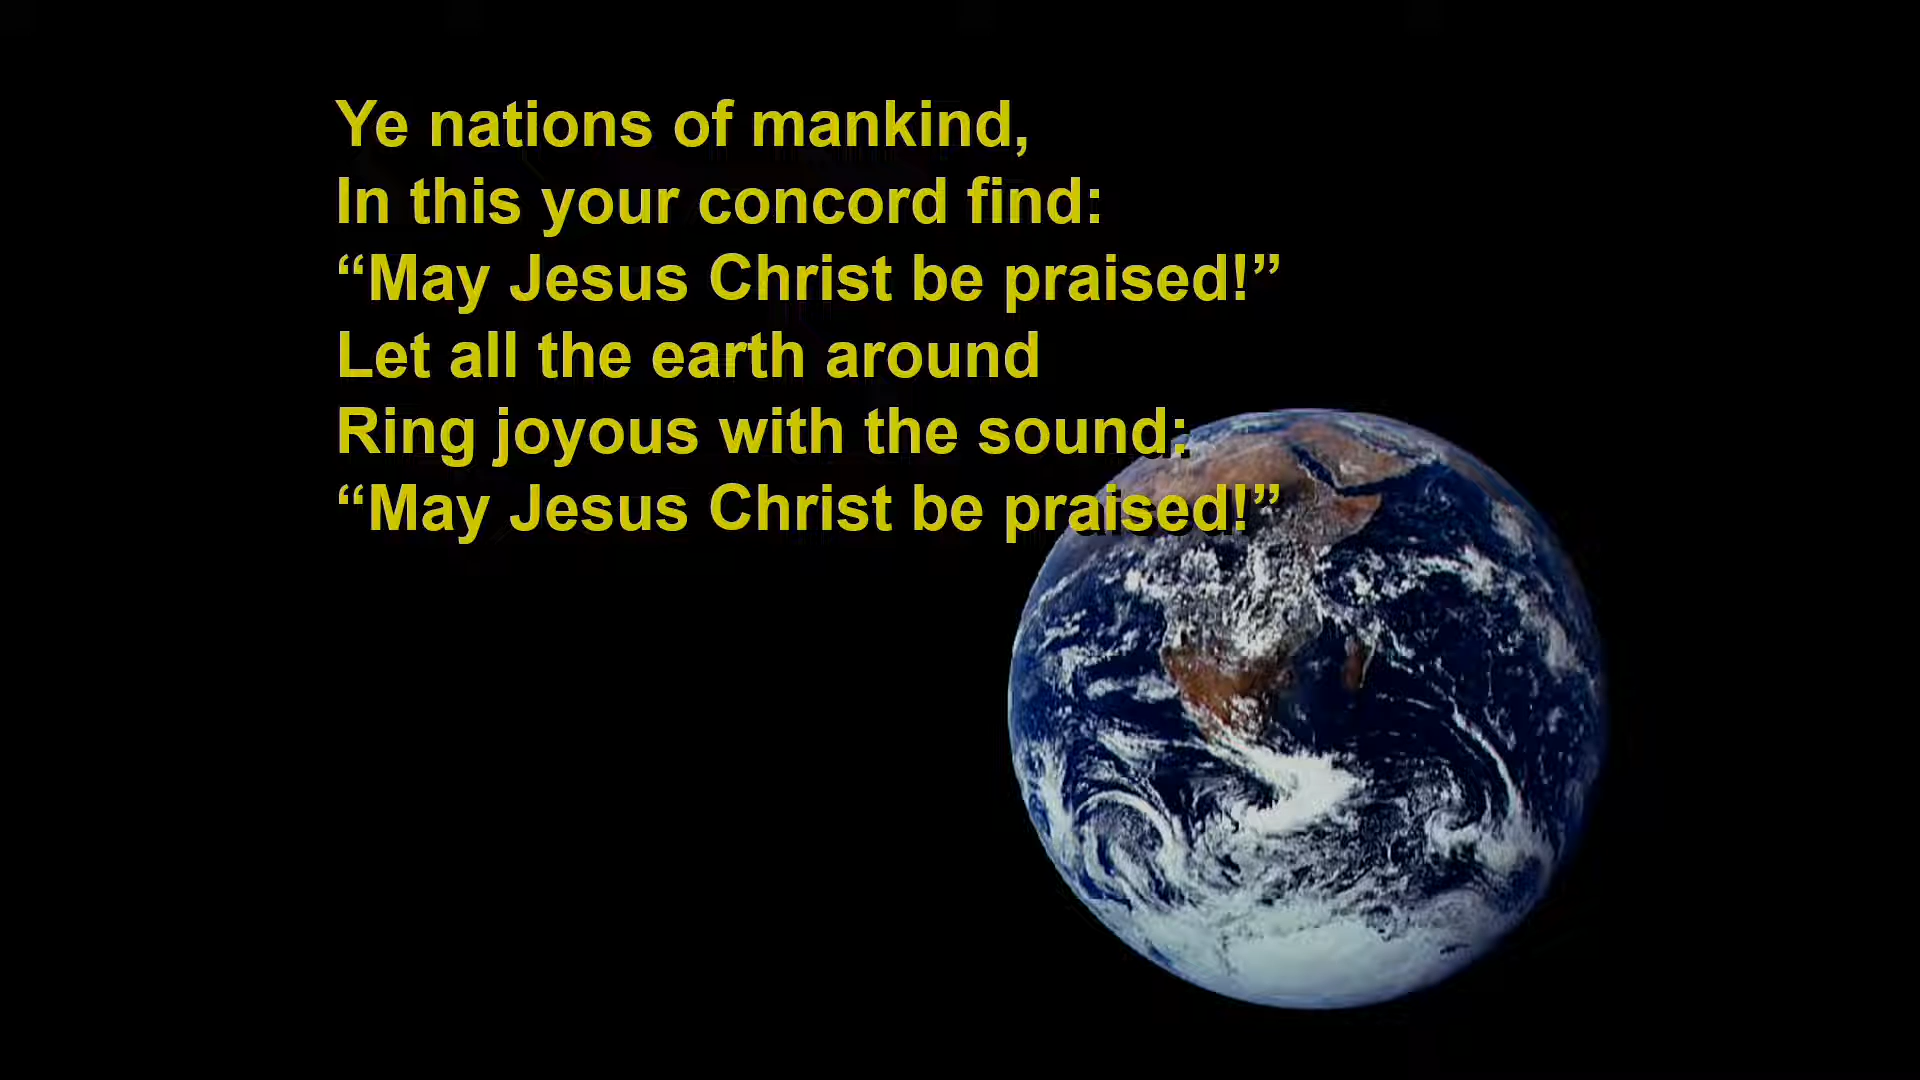 Ye nations of mankind,
In this your concord find:
“May Jesus Christ be praised!”
Let all the earth around
Ring joyous with the sound:
“May Jesus Christ be praised!”